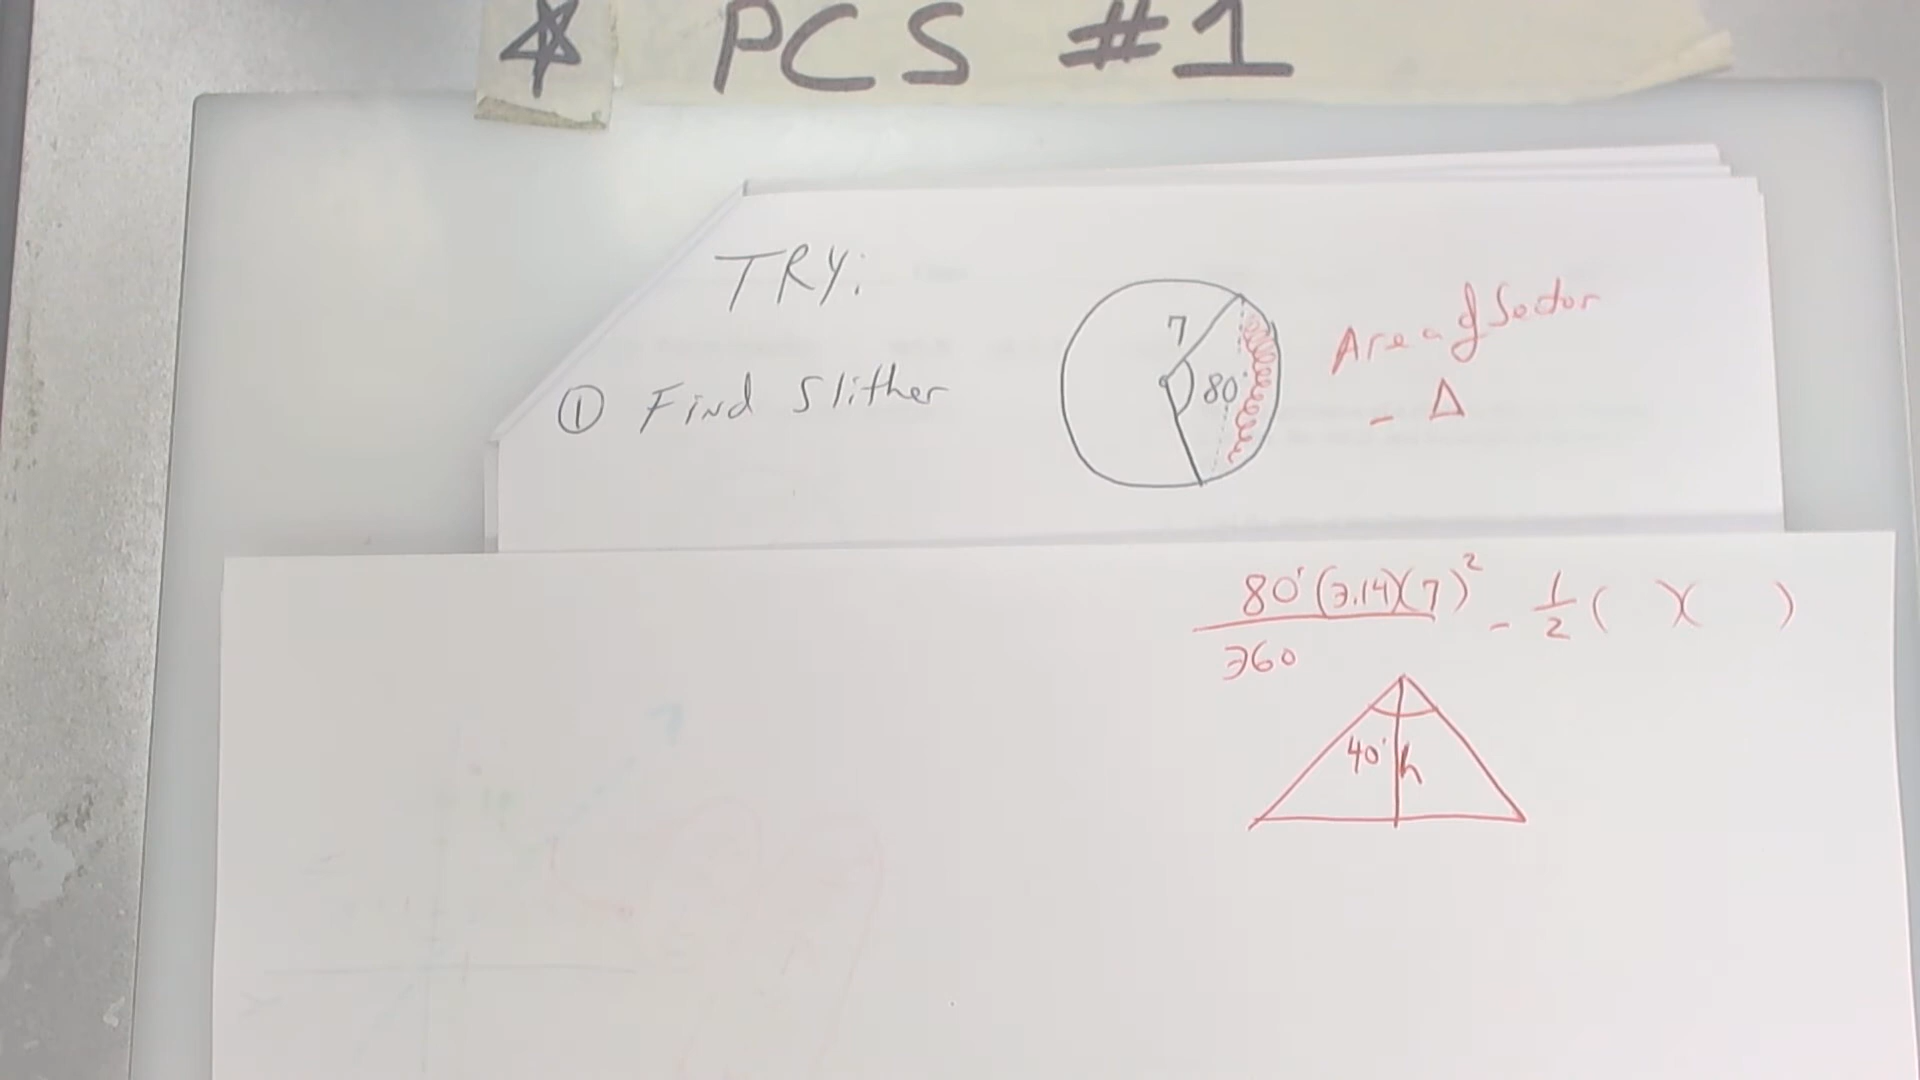 ☆ PCS #1
TRY:
① Find Slither
7
80°
Area of Sector
- Δ
80°(3.14)(7)² - 1/2 ( )( )
360
40° h